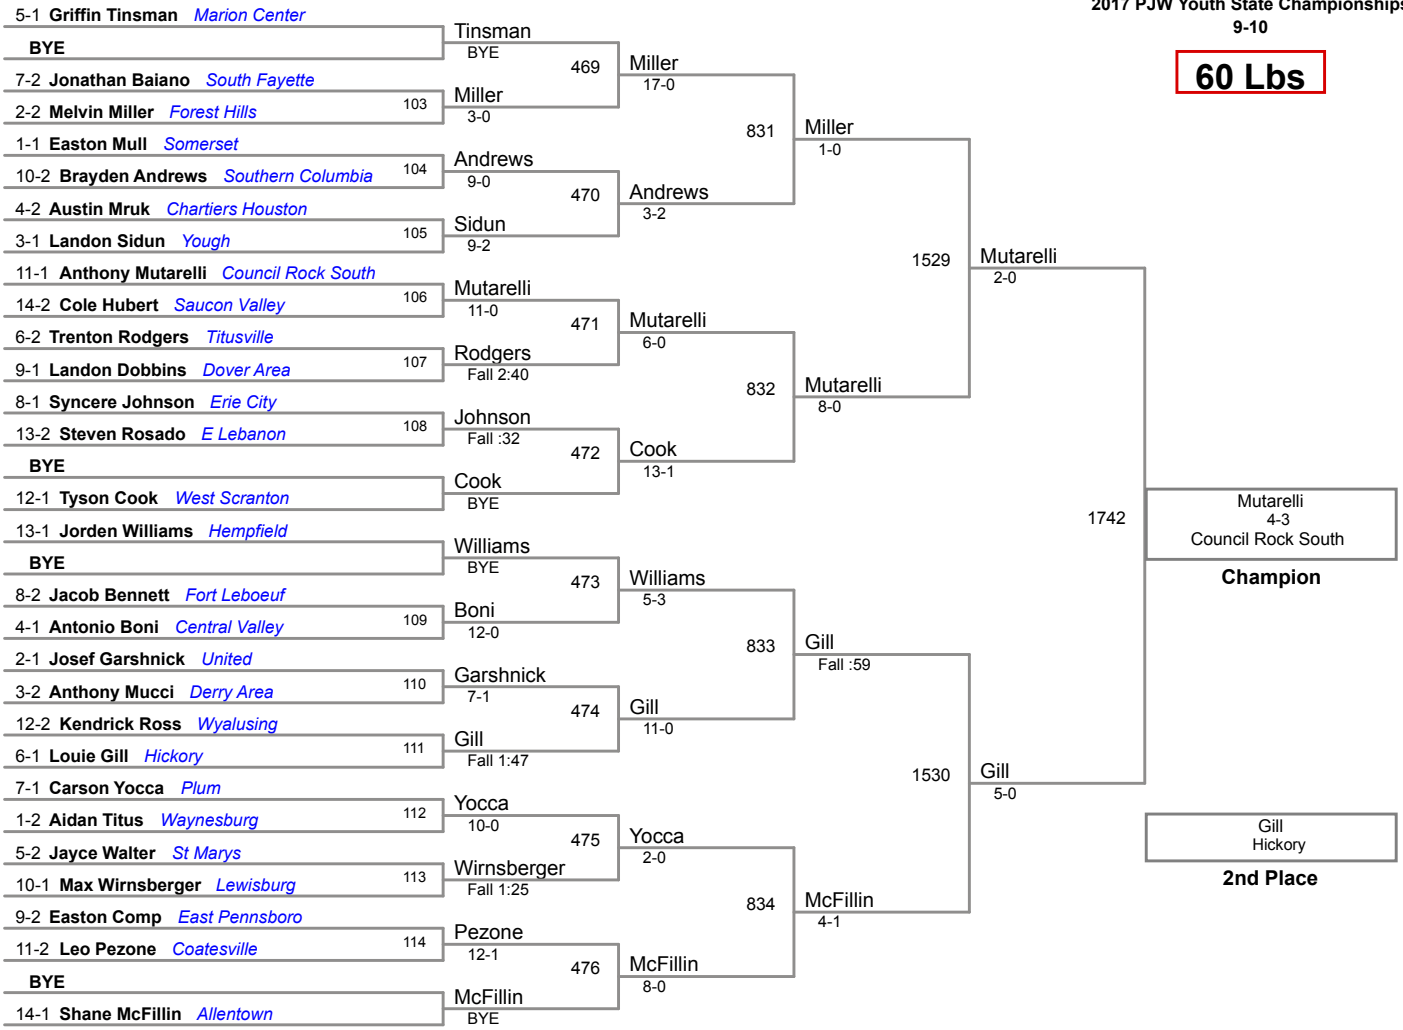 2017 PJW Youth State Championships
9-10
60 Lbs
5-1 Griffin Tinsman Marion Center
BYE
7-2 Jonathan Baiano South Fayette
103
2-2 Melvin Miller Forest Hills
1-1 Easton Mull Somerset
104
10-2 Brayden Andrews Southern Columbia
4-2 Austin Mruk Chartiers Houston
105
3-1 Landon Sidun Yough
11-1 Anthony Mutarelli Council Rock South
106
14-2 Cole Hubert Saucon Valley
6-2 Trenton Rodgers Titusville
107
9-1 Landon Dobbins Dover Area
8-1 Syncere Johnson Erie City
108
13-2 Steven Rosado E Lebanon
BYE
12-1 Tyson Cook West Scranton
13-1 Jorden Williams Hempfield
BYE
8-2 Jacob Bennett Fort Leboeuf
109
4-1 Antonio Boni Central Valley
2-1 Josef Garshnick United
110
3-2 Anthony Mucci Derry Area
12-2 Kendrick Ross Wyalusing
111
6-1 Louie Gill Hickory
7-1 Carson Yocca Plum
112
1-2 Aidan Titus Waynesburg
5-2 Jayce Walter St Marys
113
10-1 Max Wirnsberger Lewisburg
9-2 Easton Comp East Pennsboro
114
11-2 Leo Pezone Coatesville
BYE
14-1 Shane McFillin Allentown
Tinsman
BYE
469
Miller
3-0
Andrews
9-0
470
Sidun
9-2
Mutarelli
11-0
471
Rodgers
Fall 2:40
Johnson
Fall :32
472
Cook
BYE
Williams
BYE
473
Boni
12-0
Garshnick
7-1
474
Gill
Fall 1:47
Yocca
10-0
475
Wirnsberger
Fall 1:25
Pezone
12-1
476
McFillin
BYE
Miller
17-0
831
Andrews
3-2
Mutarelli
6-0
832
Cook
13-1
Williams
5-3
833
Gill
11-0
Yocca
2-0
834
McFillin
8-0
Miller
1-0
1529
Mutarelli
8-0
Gill
Fall :59
1530
McFillin
4-1
Mutarelli
2-0
1742
Gill
5-0
Mutarelli
4-3
Council Rock South
Champion
Gill
Hickory
2nd Place